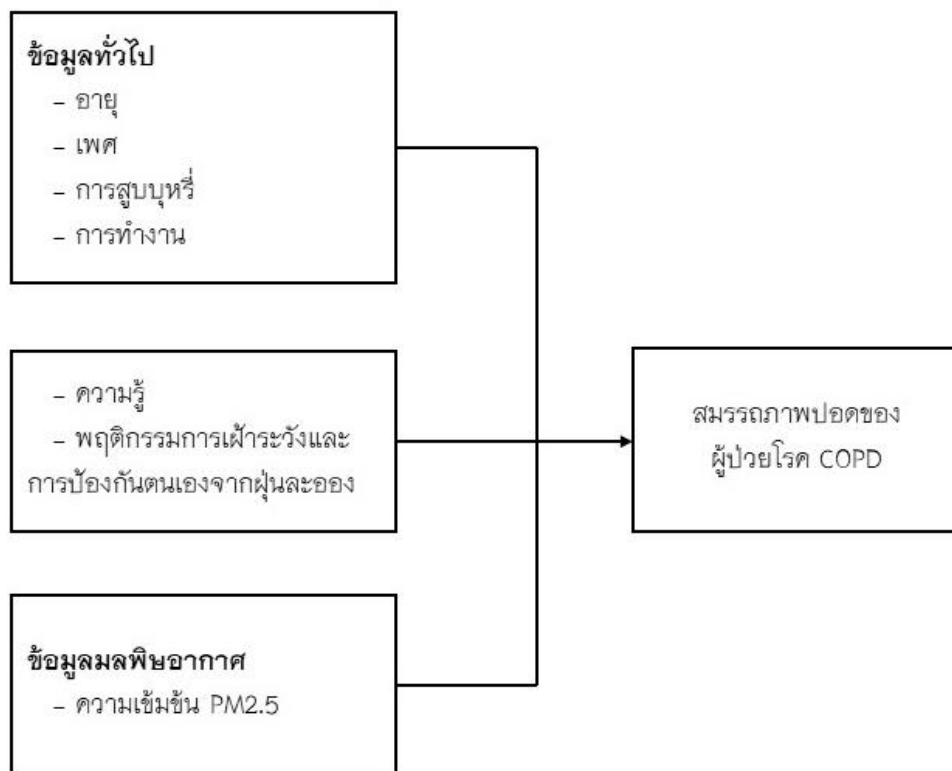 ข้อมูลทั่วไป
– อายุ
– เพศ
– การสูบบุหรี่
– การทำงาน
– ความรู้
– พฤติกรรมการเฝ้าระวังและ
การป้องกันตนเองจากฝุ่นละออง
ข้อมูลมลพิษอากาศ
– ความเข้มข้น PM2.5
สมรรถภาพปอดของ
ผู้ป่วยโรค COPD